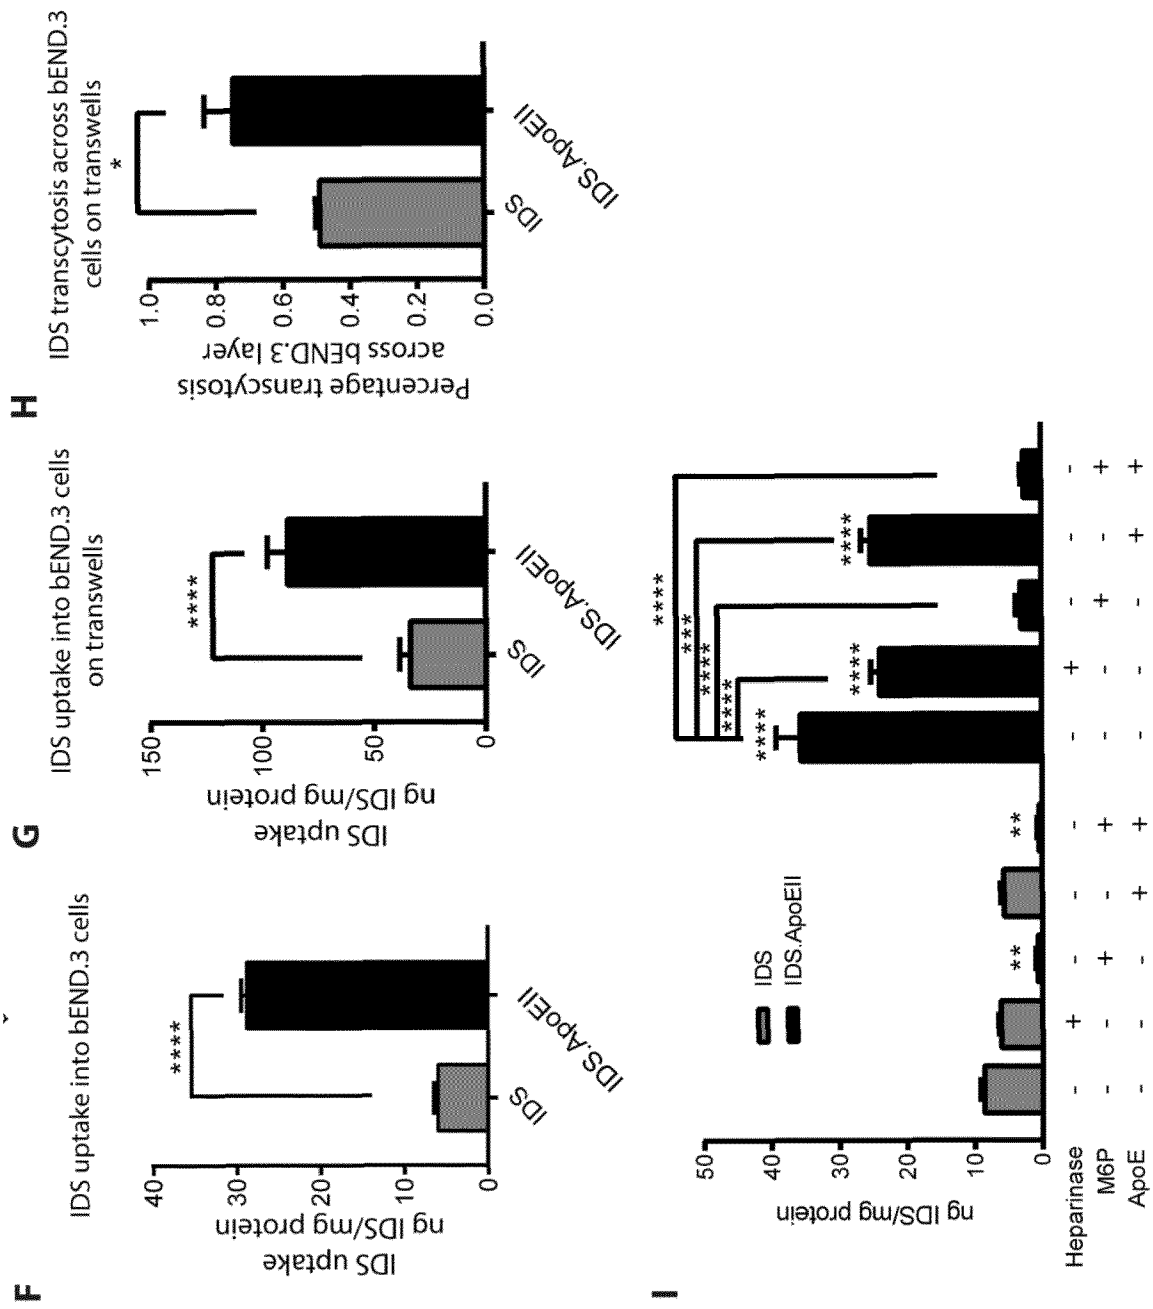 F
IDS uptake into bEND.3 cells
IDS uptake
ng IDS/mg protein
40
30
20
10
0
****
IDS
IDS.ApoEII
G
IDS uptake into bEND.3 cells
on transwells
IDS uptake
ng IDS/mg protein
150
100
50
0
****
IDS
IDS.ApoEII
H
IDS transcytosis across bEND.3
cells on transwells
Percentage transcytosis
across bEND.3 layer
1.0
0.8
0.6
0.4
0.2
0.0
*
IDS
IDS.ApoEII
I
ng IDS/mg protein
50
40
30
20
10
0
IDS
IDS.ApoEII
****
****
****
****
** ** **** **** ****
Heparinase - + - - - - + - - -
M6P - - + - + - - + - +
ApoE - - - + + - - - + +